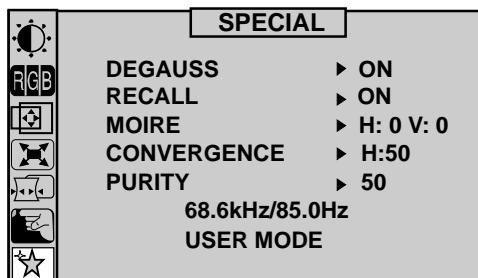 SPECIAL
RGB
DEGAUSS ▸ ON
RECALL ▸ ON
MOIRE ▸ H: 0 V: 0
CONVERGENCE ▸ H:50
PURITY ▸ 50
68.6kHz/85.0Hz
USER MODE